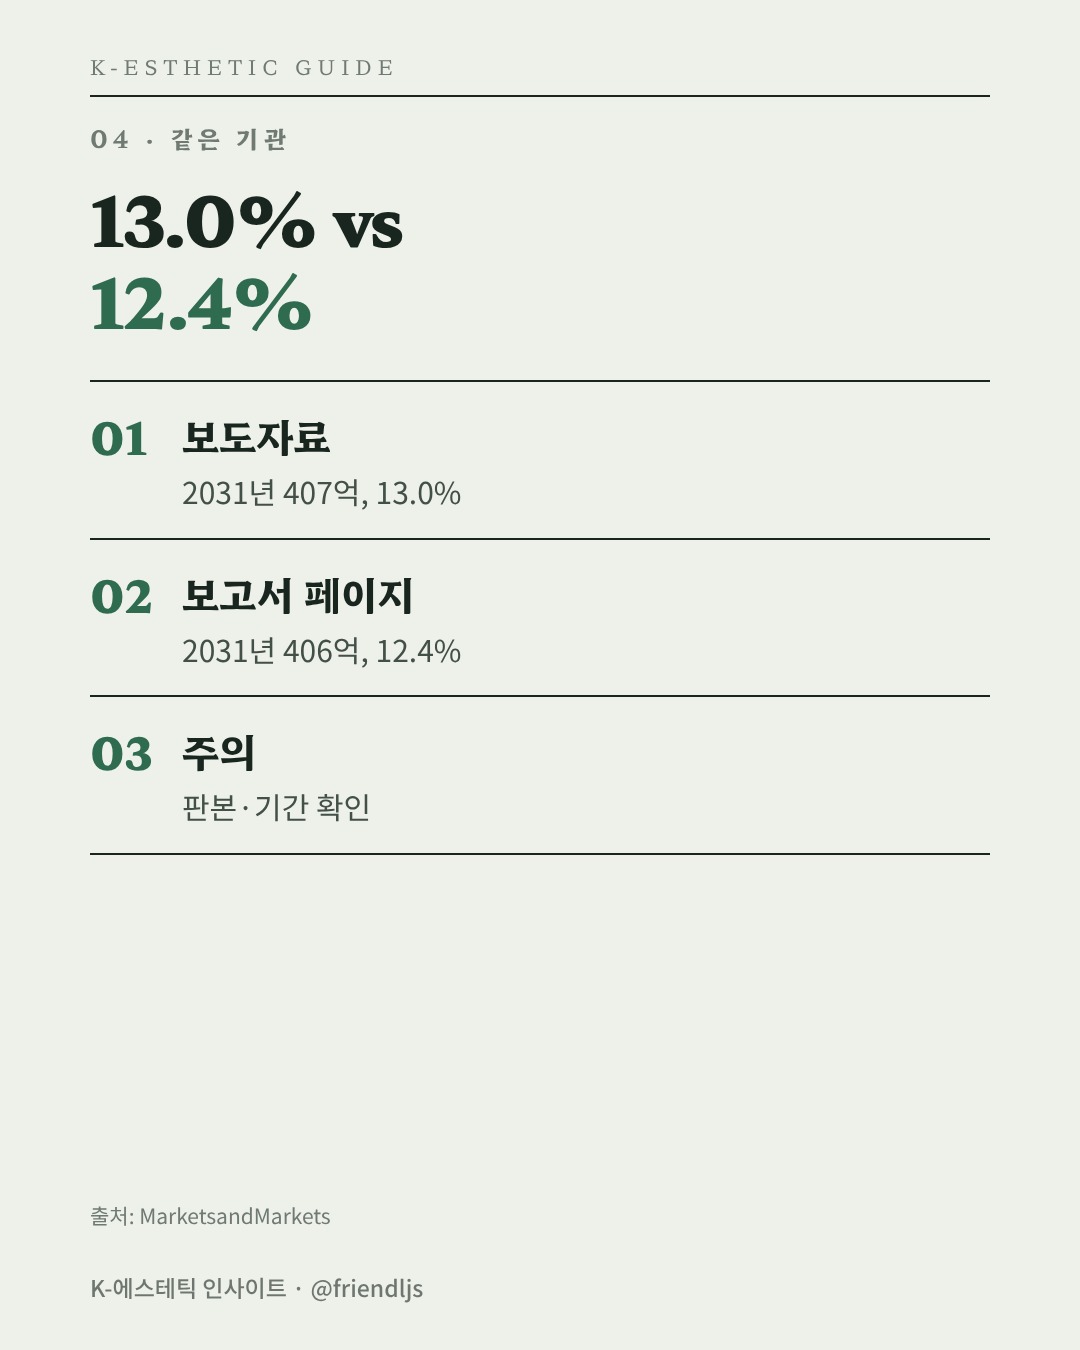 K-ESTHETIC GUIDE
04 · 같은 기관
13.0% vs
12.4%
01 보도자료
2031년 407억, 13.0%
02 보고서 페이지
2031년 406억, 12.4%
03 주의
판본·기간 확인
출처: MarketsandMarkets
K-에스테틱 인사이트 · @friendljs